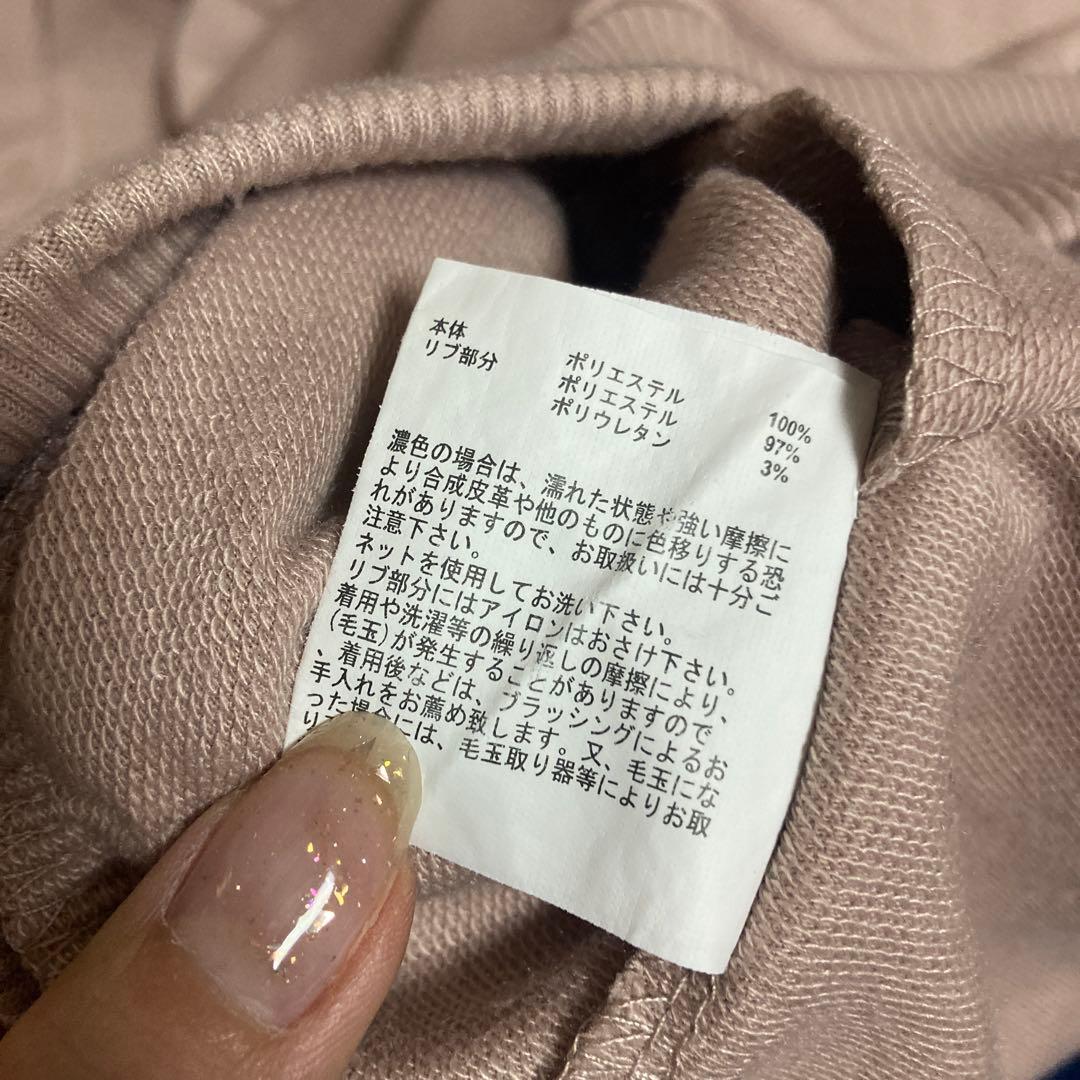 本体 ポリエステル 100%
リブ部分 ポリエステル 97%
ポリウレタン 3%
濃色の場合は、濡れた状態や強い摩擦に
より合成皮革や他のものに色移りする恐
れがありますので、お取扱いには十分ご
注意下さい。
ネットを使用してお洗い下さい。
リブ部分にはアイロンはおさけ下さい。
着用や洗濯等の繰り返しの摩擦により、
(毛玉)が発生することがありますので
、着用後などは、ブラッシングによるお
手入れをお薦め致します。又、毛玉にな
った場合には、毛玉取り器等によりお取
り